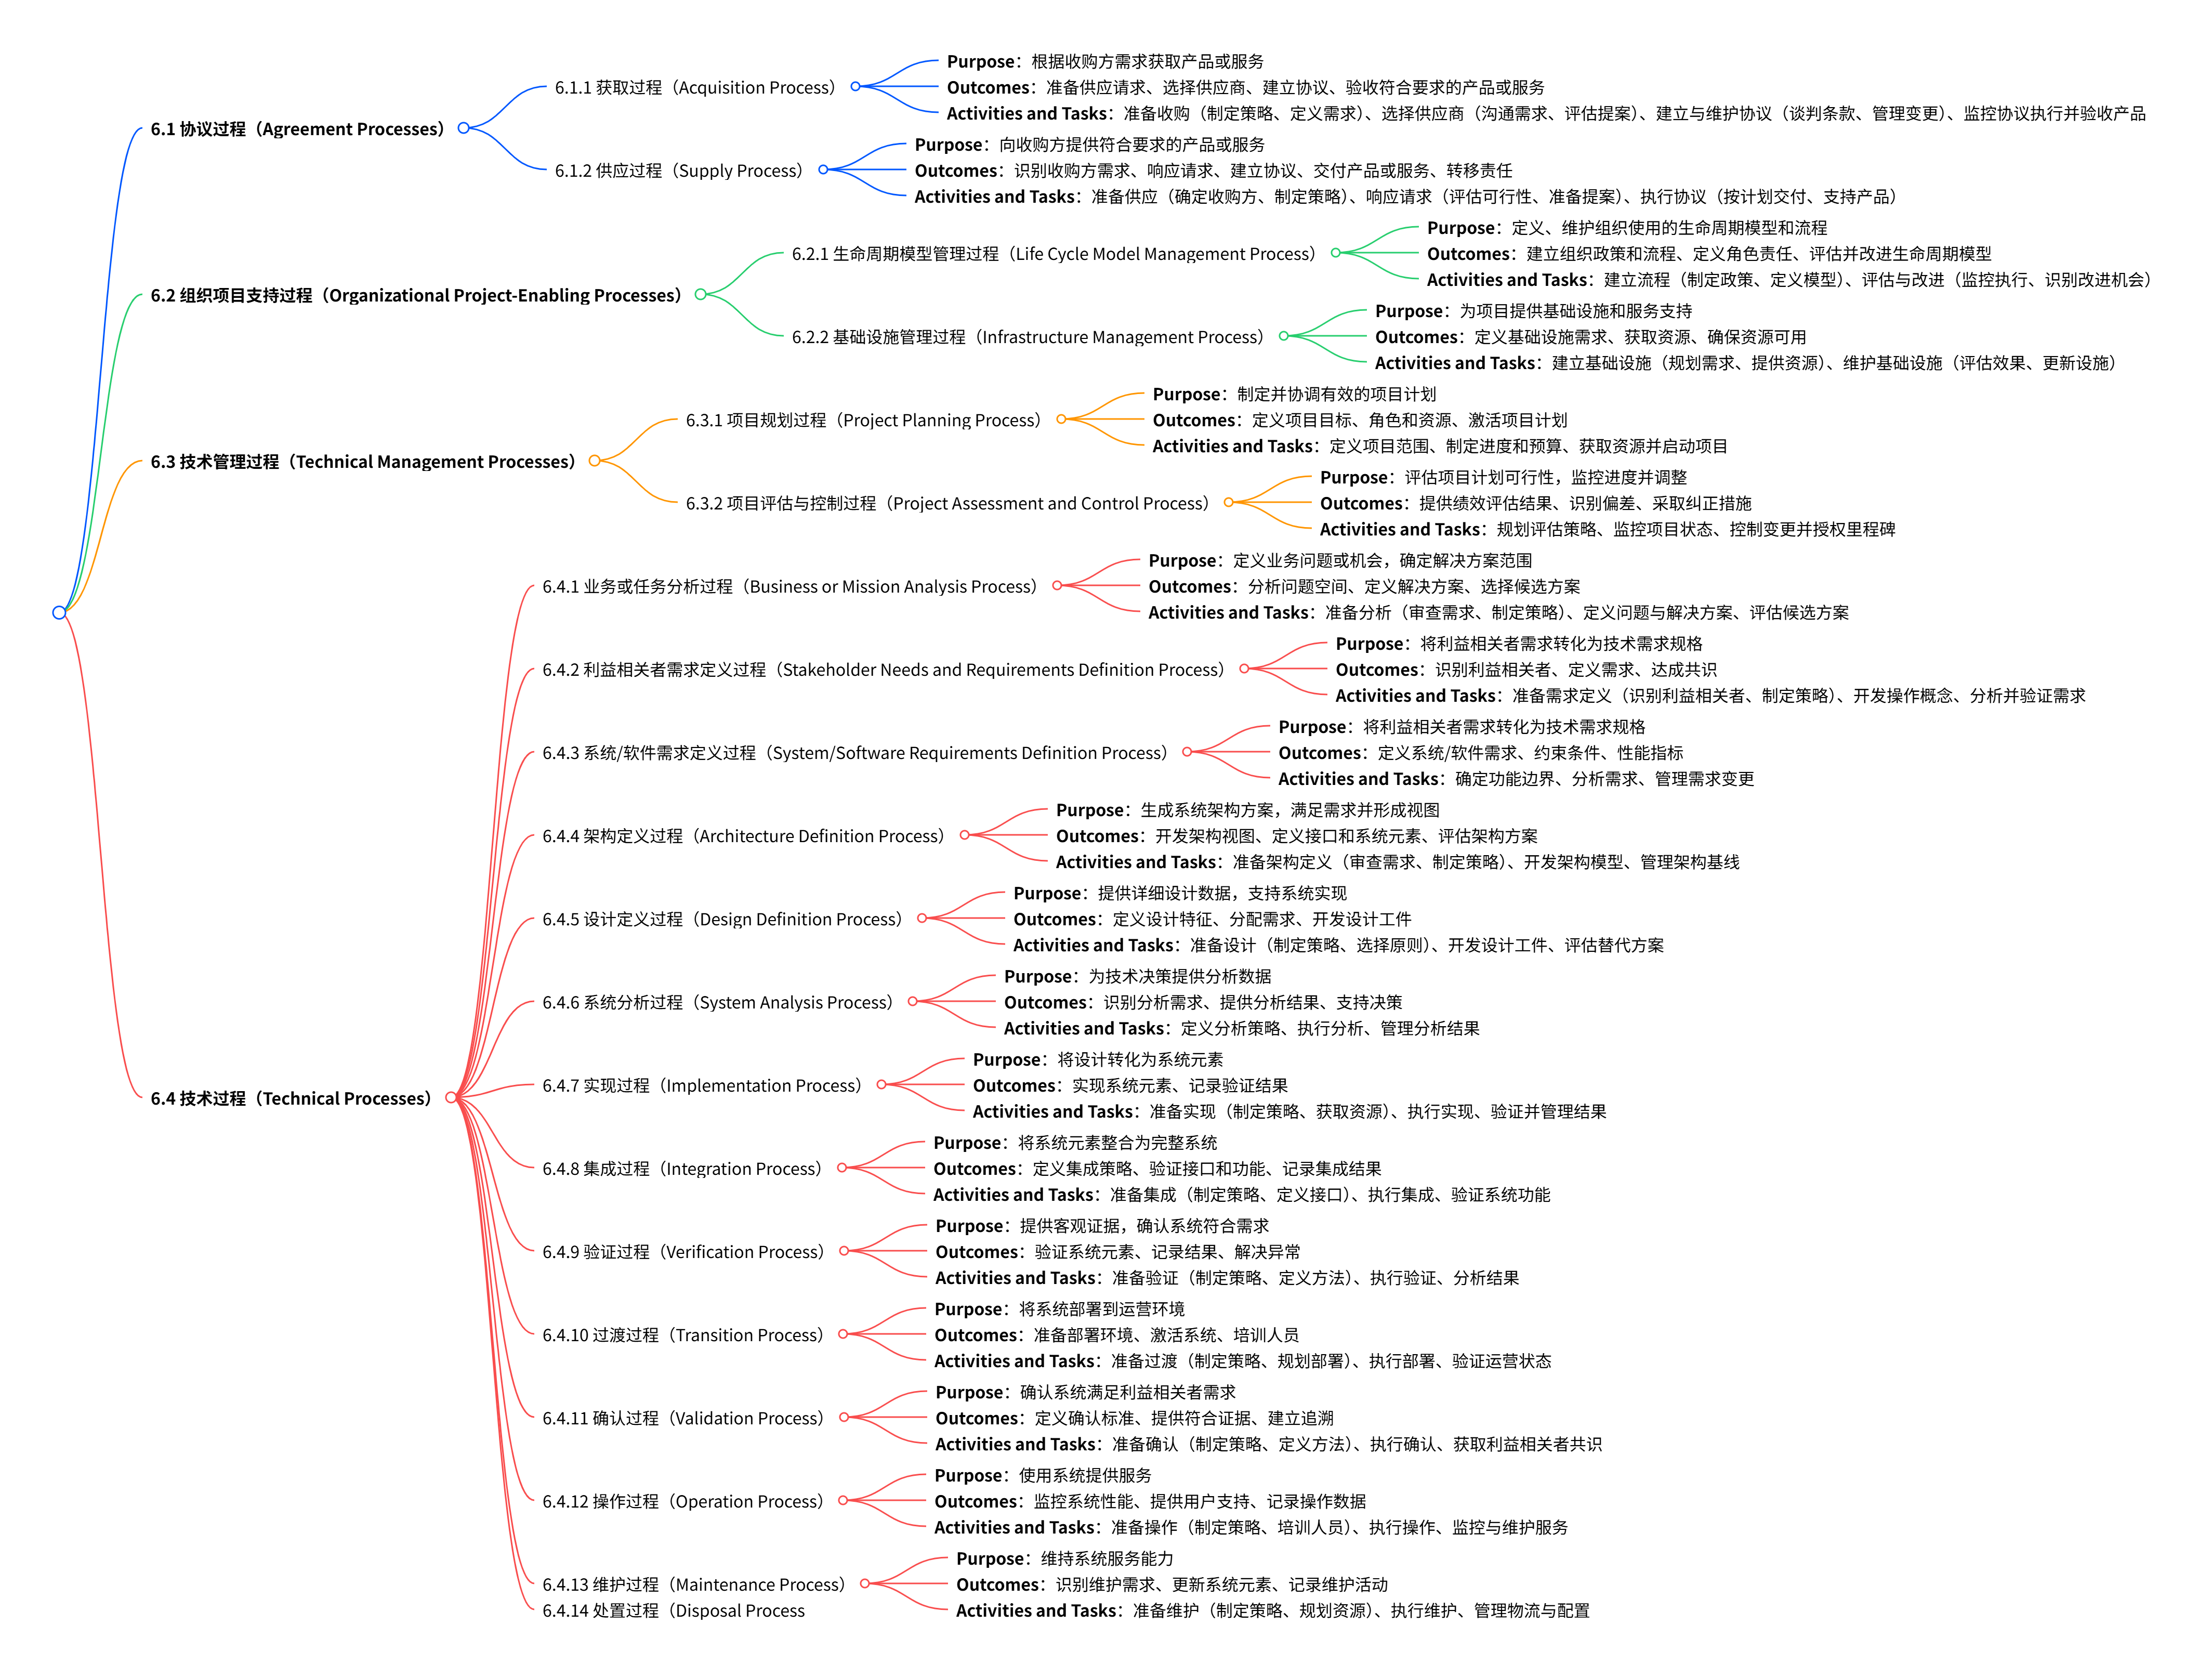 6.1 协议过程（Agreement Processes）
6.1.1 获取过程（Acquisition Process）
Purpose：根据收购方需求获取产品或服务
Outcomes：准备供应请求、选择供应商、建立协议、验收符合要求的产品或服务
Activities and Tasks：准备收购（制定策略、定义需求）、选择供应商（沟通需求、评估提案）、建立与维护协议（谈判条款、管理变更）、监控协议执行并验收产品
6.1.2 供应过程（Supply Process）
Purpose：向收购方提供符合要求的产品或服务
Outcomes：识别收购方需求、响应请求、建立协议、交付产品或服务、转移责任
Activities and Tasks：准备供应（确定收购方、制定策略）、响应请求（评估可行性、准备提案）、执行协议（按计划交付、支持产品）
6.2 组织项目支持过程（Organizational Project-Enabling Processes）
6.2.1 生命周期模型管理过程（Life Cycle Model Management Process）
Purpose：定义、维护组织使用的生命周期模型和流程
Outcomes：建立组织政策和流程、定义角色责任、评估并改进生命周期模型
Activities and Tasks：建立流程（制定政策、定义模型）、评估与改进（监控执行、识别改进机会）
6.2.2 基础设施管理过程（Infrastructure Management Process）
Purpose：为项目提供基础设施和服务支持
Outcomes：定义基础设施需求、获取资源、确保资源可用
Activities and Tasks：建立基础设施（规划需求、提供资源）、维护基础设施（评估效果、更新设施）
6.3 技术管理过程（Technical Management Processes）
6.3.1 项目规划过程（Project Planning Process）
Purpose：制定并协调有效的项目计划
Outcomes：定义项目目标、角色和资源、激活项目计划
Activities and Tasks：定义项目范围、制定进度和预算、获取资源并启动项目
6.3.2 项目评估与控制过程（Project Assessment and Control Process）
Purpose：评估项目计划可行性，监控进度并调整
Outcomes：提供绩效评估结果、识别偏差、采取纠正措施
Activities and Tasks：规划评估策略、监控项目状态、控制变更并授权里程碑
6.4 技术过程（Technical Processes）
6.4.1 业务或任务分析过程（Business or Mission Analysis Process）
Purpose：定义业务问题或机会，确定解决方案范围
Outcomes：分析问题空间、定义解决方案、选择候选方案
Activities and Tasks：准备分析（审查需求、制定策略）、定义问题与解决方案、评估候选方案
6.4.2 利益相关者需求定义过程（Stakeholder Needs and Requirements Definition Process）
Purpose：将利益相关者需求转化为技术需求规格
Outcomes：识别利益相关者、定义需求、达成共识
Activities and Tasks：准备需求定义（识别利益相关者、制定策略）、开发操作概念、分析并验证需求
6.4.3 系统/软件需求定义过程（System/Software Requirements Definition Process）
Purpose：将利益相关者需求转化为技术需求规格
Outcomes：定义系统/软件需求、约束条件、性能指标
Activities and Tasks：确定功能边界、分析需求、管理需求变更
6.4.4 架构定义过程（Architecture Definition Process）
Purpose：生成系统架构方案，满足需求并形成视图
Outcomes：开发架构视图、定义接口和系统元素、评估架构方案
Activities and Tasks：准备架构定义（审查需求、制定策略）、开发架构模型、管理架构基线
6.4.5 设计定义过程（Design Definition Process）
Purpose：提供详细设计数据，支持系统实现
Outcomes：定义设计特征、分配需求、开发设计工件
Activities and Tasks：准备设计（制定策略、选择原则）、开发设计工件、评估替代方案
6.4.6 系统分析过程（System Analysis Process）
Purpose：为技术决策提供分析数据
Outcomes：识别分析需求、提供分析结果、支持决策
Activities and Tasks：定义分析策略、执行分析、管理分析结果
6.4.7 实现过程（Implementation Process）
Purpose：将设计转化为系统元素
Outcomes：实现系统元素、记录验证结果
Activities and Tasks：准备实现（制定策略、获取资源）、执行实现、验证并管理结果
6.4.8 集成过程（Integration Process）
Purpose：将系统元素整合为完整系统
Outcomes：定义集成策略、验证接口和功能、记录集成结果
Activities and Tasks：准备集成（制定策略、定义接口）、执行集成、验证系统功能
6.4.9 验证过程（Verification Process）
Purpose：提供客观证据，确认系统符合需求
Outcomes：验证系统元素、记录结果、解决异常
Activities and Tasks：准备验证（制定策略、定义方法）、执行验证、分析结果
6.4.10 过渡过程（Transition Process）
Purpose：将系统部署到运营环境
Outcomes：准备部署环境、激活系统、培训人员
Activities and Tasks：准备过渡（制定策略、规划部署）、执行部署、验证运营状态
6.4.11 确认过程（Validation Process）
Purpose：确认系统满足利益相关者需求
Outcomes：定义确认标准、提供符合证据、建立追溯
Activities and Tasks：准备确认（制定策略、定义方法）、执行确认、获取利益相关者共识
6.4.12 操作过程（Operation Process）
Purpose：使用系统提供服务
Outcomes：监控系统性能、提供用户支持、记录操作数据
Activities and Tasks：准备操作（制定策略、培训人员）、执行操作、监控与维护服务
6.4.13 维护过程（Maintenance Process）
Purpose：维持系统服务能力
Outcomes：识别维护需求、更新系统元素、记录维护活动
Activities and Tasks：准备维护（制定策略、规划资源）、执行维护、管理物流与配置
6.4.14 处置过程（Disposal Process